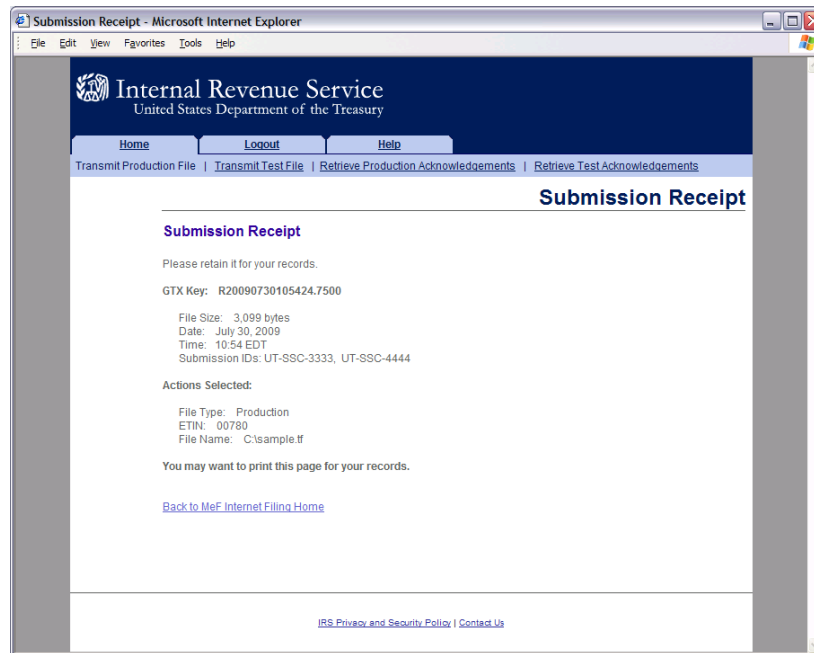 Submission Receipt - Microsoft Internet Explorer
File Edit View Favorites Tools Help
Internal Revenue Service
United States Department of the Treasury
Home Logout Help
Transmit Production File | Transmit Test File | Retrieve Production Acknowledgements | Retrieve Test Acknowledgements
Submission Receipt
Submission Receipt
Please retain it for your records.
GTX Key: R20090730105424.7500
File Size: 3,099 bytes
Date: July 30, 2009
Time: 10:54 EDT
Submission IDs: UT-SSC-3333, UT-SSC-4444
Actions Selected:
File Type: Production
ETIN: 00780
File Name: C:\sample.tf
You may want to print this page for your records.
Back to MeF Internet Filing Home
IRS Privacy and Security Policy | Contact Us